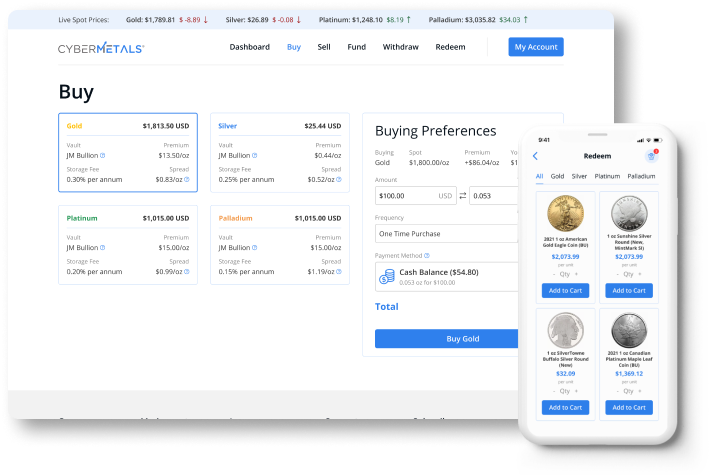 Live Spot Prices: Gold: $1,789.81 $ -8.89 ↓ Silver: $26.89 $ -0.08 ↓ Platinum: $1,248.10 $8.19 ↑ Palladium: $3,035.82 $34.03 ↑
CYBERMETALS
Dashboard Buy Sell Fund Withdraw Redeem My Account
Buy
Gold $1,813.50 USD
Vault Premium
JM Bullion $13.50/oz
Storage Fee Spread
0.30% per annum $0.83/oz
Silver $25.44 USD
Vault Premium
JM Bullion $0.44/oz
Storage Fee Spread
0.25% per annum $0.52/oz
Platinum $1,015.00 USD
Vault Premium
JM Bullion $15.00/oz
Storage Fee Spread
0.20% per annum $0.99/oz
Palladium $1,015.00 USD
Vault Premium
JM Bullion $15.00/oz
Storage Fee Spread
0.15% per annum $1.19/oz
Buying Preferences
Buying Spot Premium
Gold $1,800.00/oz +$86.04/oz
Amount
$100.00 USD 0.053
Frequency
One Time Purchase
Payment Method
Cash Balance ($54.80)
0.053 oz for $100.00
Total
Buy Gold
9:41
Redeem
All Gold Silver Platinum Palladium
2021 1 oz American
Gold Eagle Coin (BU)
$2,073.99
per unit
- Qty +
Add to Cart
1 oz Sunshine Silver
Round (New,
MintMark SI)
$2,073.99
per unit
- Qty +
Add to Cart
1 oz SilverTowne
Buffalo Silver Round
(New)
$32.09
per unit
- Qty +
Add to Cart
2021 1 oz Canadian
Platinum Maple Leaf
Coin (BU)
$1,369.12
per unit
- Qty +
Add to Cart